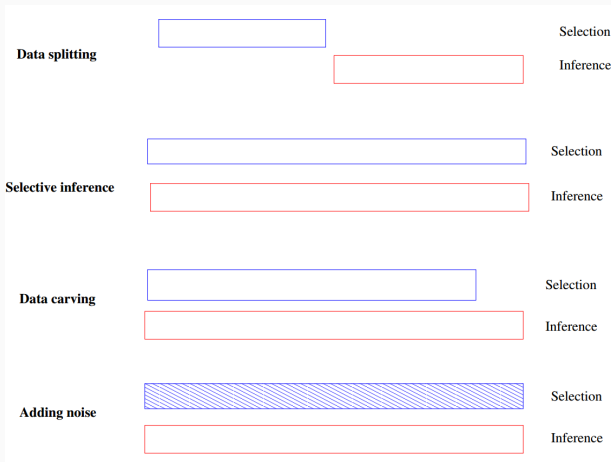 Selection
Data splitting
Inference
Selection
Selective inference
Inference
Selection
Data carving
Inference
Selection
Adding noise
Inference